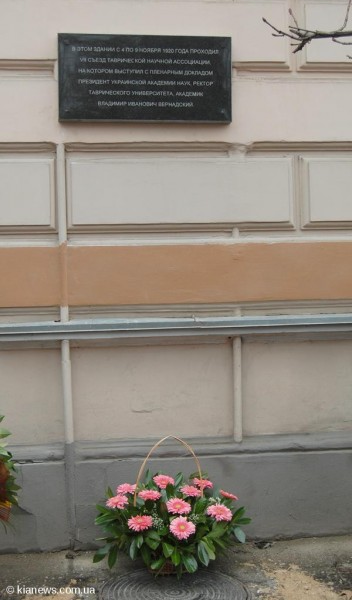 В ЭТОМ ЗДАНИИ С 4 ПО 6 НОЯБРЯ 1920 ГОДА ПРОХОДИЛ
VII СЪЕЗД ТАВРИЧЕСКОЙ НАУЧНОЙ АССОЦИАЦИИ,
НА КОТОРОМ ВЫСТУПИЛ С ПЛЕНАРНЫМ ДОКЛАДОМ
ПРЕЗИДЕНТ УКРАИНСКОЙ АКАДЕМИИ НАУК, РЕКТОР
ТАВРИЧЕСКОГО УНИВЕРСИТЕТА, АКАДЕМИК
ВЛАДИМИР ИВАНОВИЧ ВЕРНАДСКИЙ
© kianews.com.ua